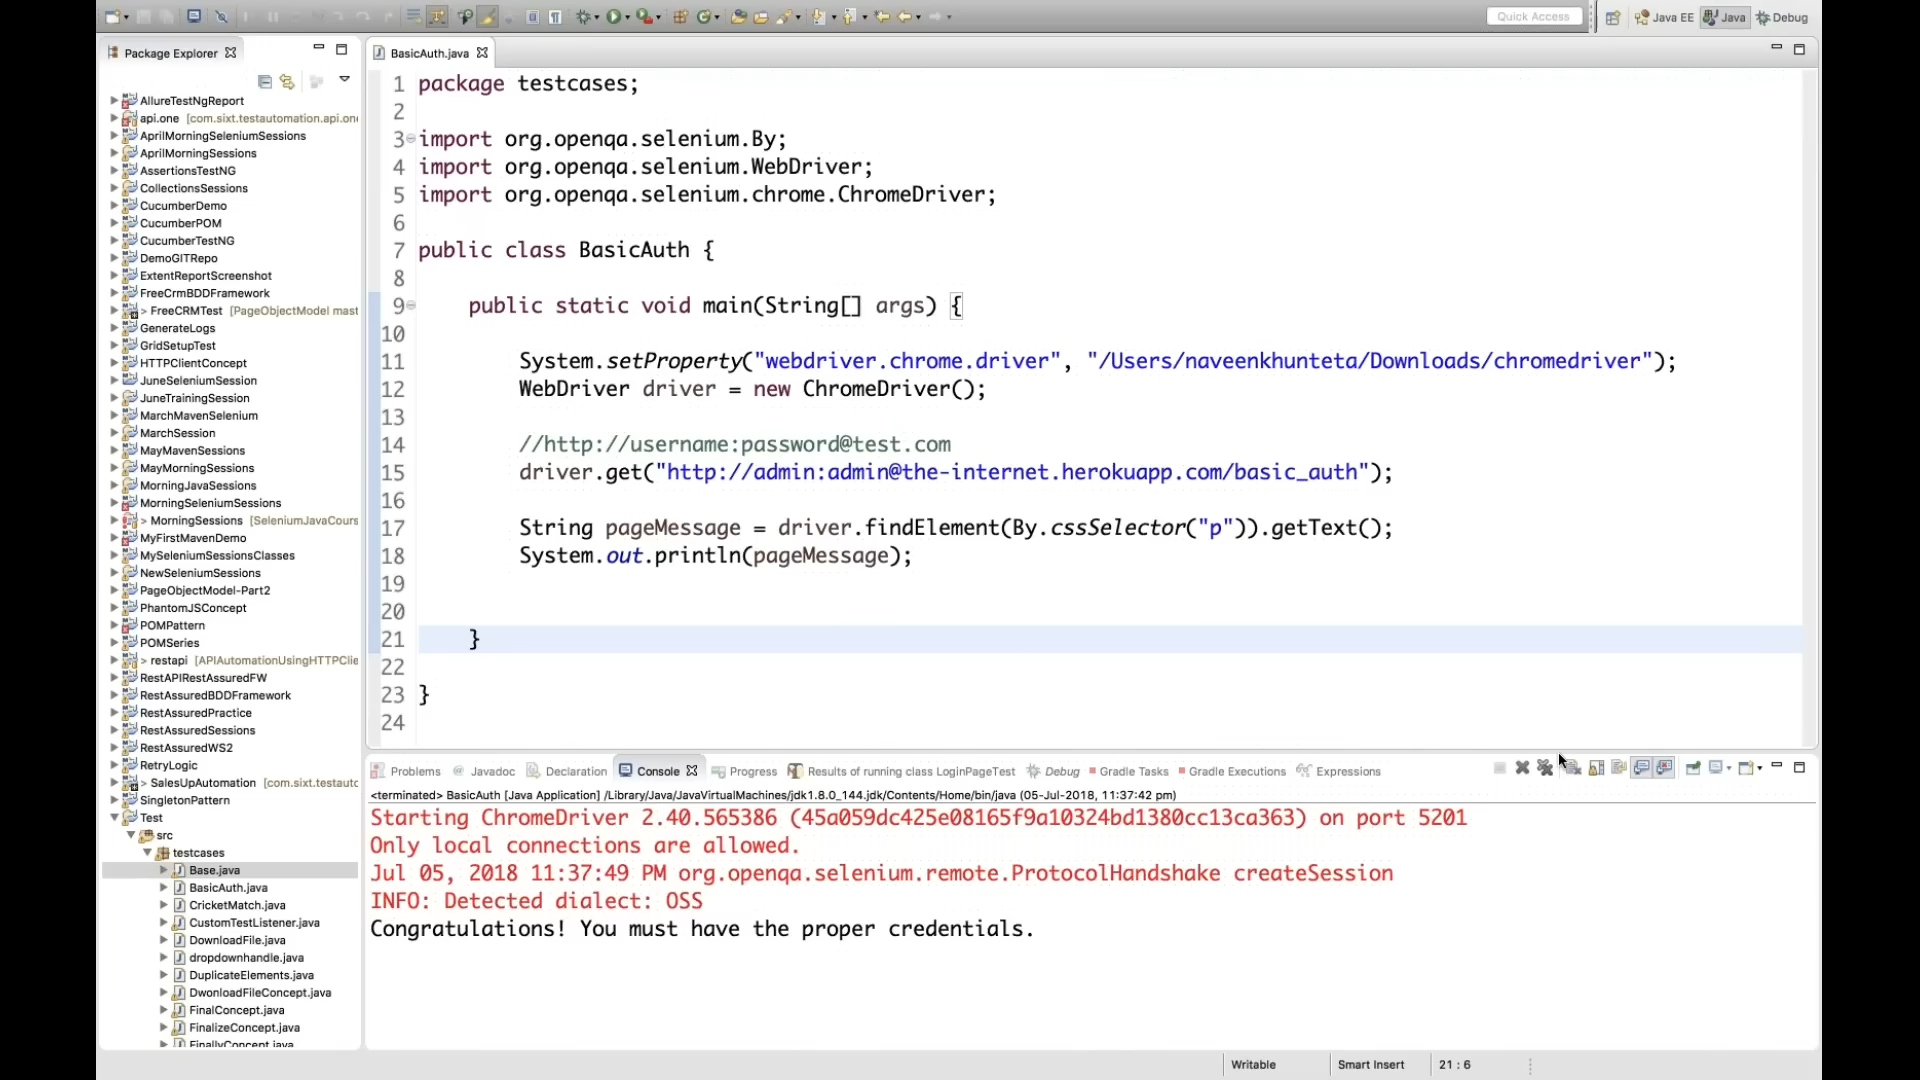 Quick Access
Java EE
Java
Debug
Package Explorer
BasicAuth.java
AllureTestNgReport
api.one [com.sixt.testautomation.api.one
AprilMorningSeleniumSessions
AprilMorningSessions
AssertionsTestNG
CollectionsSessions
CucumberDemo
CucumberPOM
CucumberTestNG
DemoGITRepo
ExtentReportScreenshot
FreeCrmBDDFramework
> FreeCRMTest [PageObjectModel mast
GenerateLogs
GridSetupTest
HTTPClientConcept
JuneSeleniumSession
JuneTrainingSession
MarchMavenSelenium
MarchSession
MayMavenSessions
MayMorningSessions
MorningJavaSessions
MorningSeleniumSessions
> MorningSessions [SeleniumJavaCours
MyFirstMavenDemo
MySeleniumSessionsClasses
NewSeleniumSessions
PageObjectModel-Part2
PhantomJSConcept
POMPattern
POMSeries
> restapi [APIAutomationUsingHTTPClie
RestAPIRestAssuredFW
RestAssuredBDDFramework
RestAssuredPractice
RestAssuredSessions
RestAssuredWS2
RetryLogic
> SalesUpAutomation [com.sixt.testautc
SingletonPattern
Test
src
testcases
Base.java
BasicAuth.java
CricketMatch.java
CustomTestListener.java
DownloadFile.java
dropdownhandle.java
DuplicateElements.java
DwonloadFileConcept.java
FinalConcept.java
FinalizeConcept.java
FinallyConcept.java
1 package testcases;
2
3 import org.openqa.selenium.By;
4 import org.openqa.selenium.WebDriver;
5 import org.openqa.selenium.chrome.ChromeDriver;
6
7 public class BasicAuth {
8
9 public static void main(String[] args) {
10
11 System.setProperty("webdriver.chrome.driver", "/Users/naveenkhunteta/Downloads/chromedriver");
12 WebDriver driver = new ChromeDriver();
13
14 //http://username:password@test.com
15 driver.get("http://admin:admin@the-internet.herokuapp.com/basic_auth");
16
17 String pageMessage = driver.findElement(By.cssSelector("p")).getText();
18 System.out.println(pageMessage);
19
20
21 }
22
23 }
24
Problems
Javadoc
Declaration
Console
Progress
Results of running class LoginPageTest
Debug
Gradle Tasks
Gradle Executions
Expressions
<terminated> BasicAuth [Java Application] /Library/Java/JavaVirtualMachines/jdk1.8.0_144.jdk/Contents/Home/bin/java (05-Jul-2018, 11:37:42 pm)
Starting ChromeDriver 2.40.565386 (45a059dc425e08165f9a10324bd1380cc13ca363) on port 5201
Only local connections are allowed.
Jul 05, 2018 11:37:49 PM org.openqa.selenium.remote.ProtocolHandshake createSession
INFO: Detected dialect: OSS
Congratulations! You must have the proper credentials.
Writable
Smart Insert
21 : 6